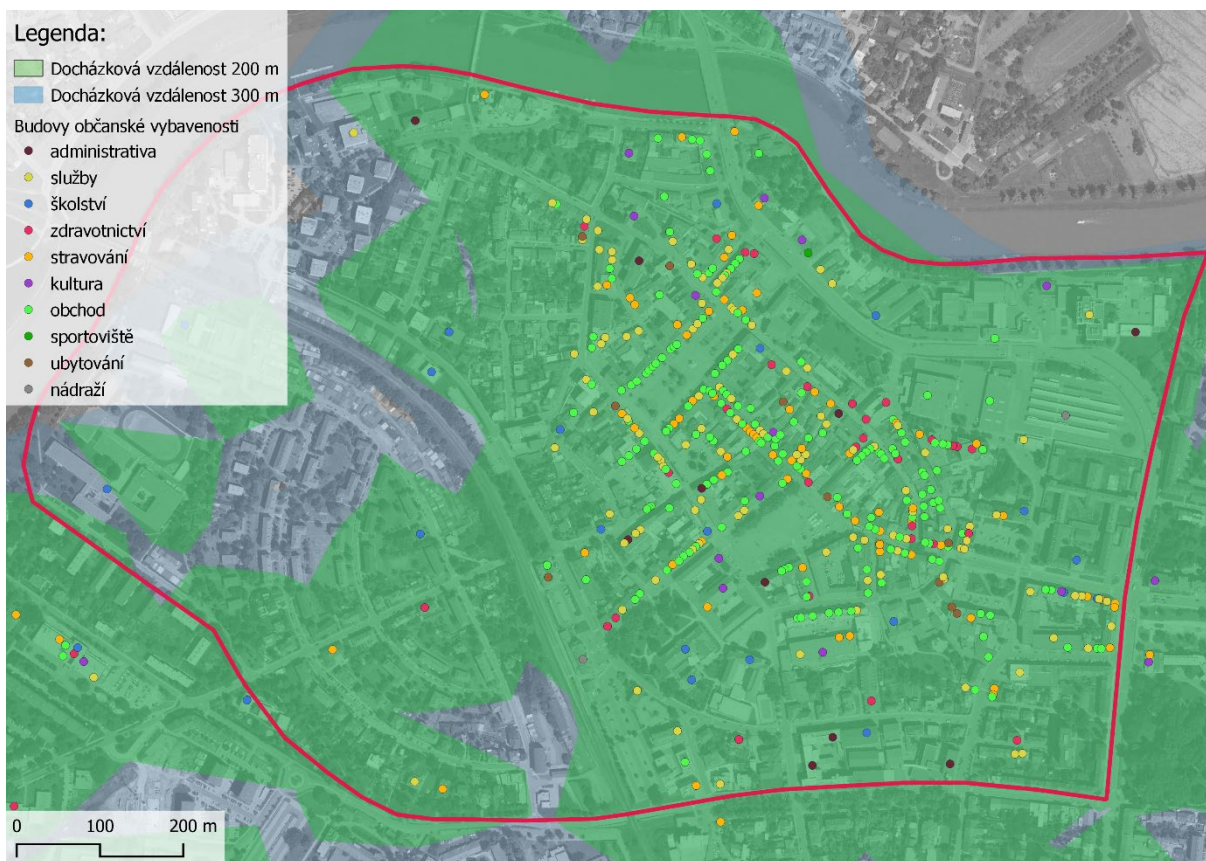 Legenda:
Docházková vzdálenost 200 m
Docházková vzdálenost 300 m
Budovy občanské vybavenosti
administrativa
služby
školství
zdravotnictví
stravování
kultura
obchod
sportoviště
ubytování
nádraží
0 100 200 m